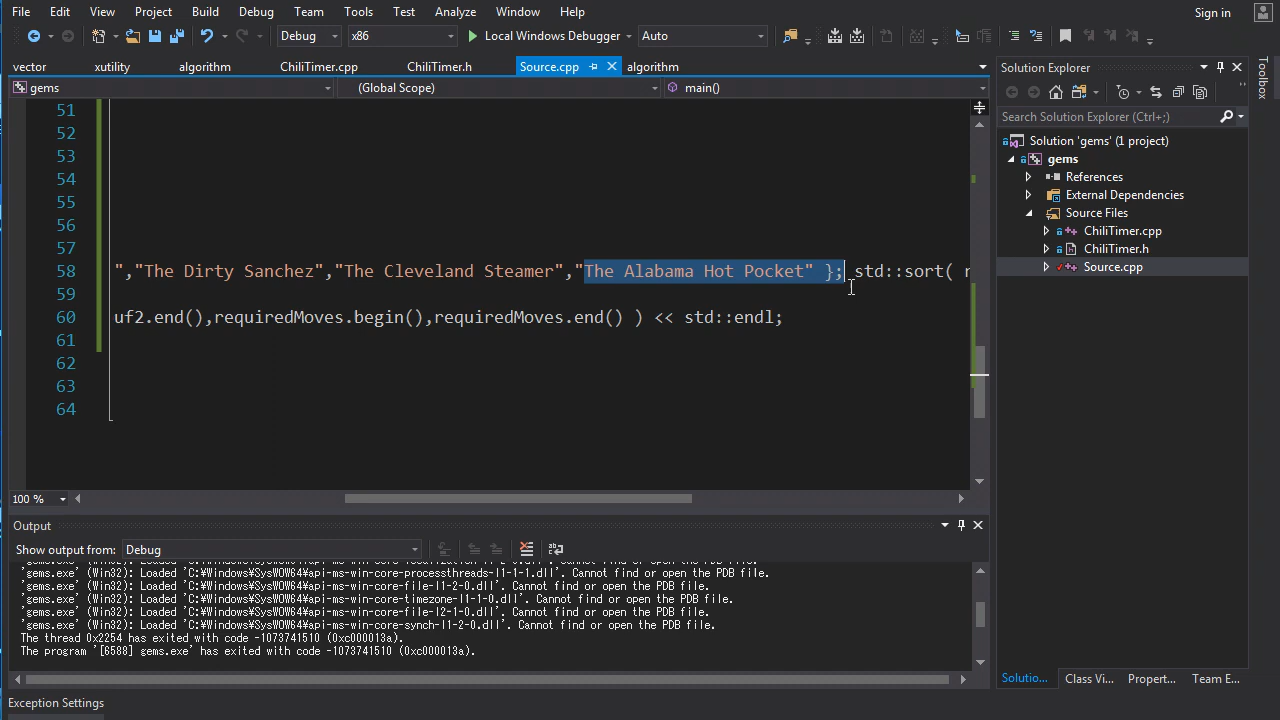 File Edit View Project Build Debug Team Tools Test Analyze Window Help Sign in
Debug x86 Local Windows Debugger Auto
vector xutility algorithm ChiliTimer.cpp ChiliTimer.h Source.cpp algorithm
gems (Global Scope) main()
51
52
53
54
55
56
57
58 ","The Dirty Sanchez","The Cleveland Steamer","The Alabama Hot Pocket" }; std::sort( r
59
60 uf2.end(),requiredMoves.begin(),requiredMoves.end() ) << std::endl;
61
62
63
64
100 %
Output
Show output from: Debug
'gems.exe' (Win32): Loaded 'C:¥Windows¥SysWOW64¥api-ms-win-core-processthreads-l1-1-1.dll'. Cannot find or open the PDB file.
'gems.exe' (Win32): Loaded 'C:¥Windows¥SysWOW64¥api-ms-win-core-file-l1-2-0.dll'. Cannot find or open the PDB file.
'gems.exe' (Win32): Loaded 'C:¥Windows¥SysWOW64¥api-ms-win-core-timezone-l1-1-0.dll'. Cannot find or open the PDB file.
'gems.exe' (Win32): Loaded 'C:¥Windows¥SysWOW64¥api-ms-win-core-file-l2-1-0.dll'. Cannot find or open the PDB file.
'gems.exe' (Win32): Loaded 'C:¥Windows¥SysWOW64¥api-ms-win-core-synch-l1-2-0.dll'. Cannot find or open the PDB file.
The thread 0x2254 has exited with code -1073741510 (0xc000013a).
The program '[6588] gems.exe' has exited with code -1073741510 (0xc000013a).
Exception Settings
Solution Explorer
Search Solution Explorer (Ctrl+;)
Solution 'gems' (1 project)
gems
References
External Dependencies
Source Files
ChiliTimer.cpp
ChiliTimer.h
Source.cpp
Solutio... Class Vi... Propert... Team E...
Toolbox